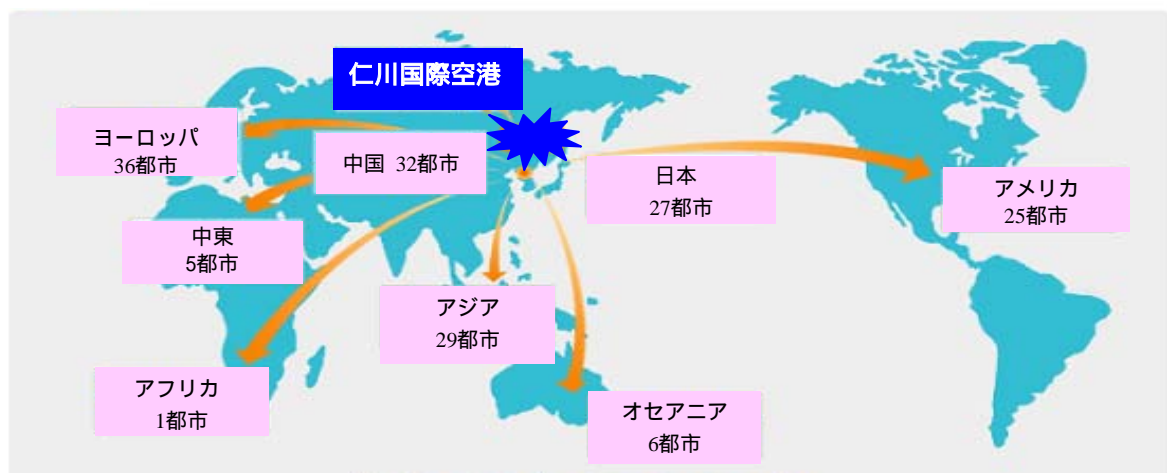 仁川国際空港
ヨーロッパ
36都市
中国 32都市
日本
27都市
アメリカ
25都市
中東
5都市
アジア
29都市
アフリカ
1都市
オセアニア
6都市